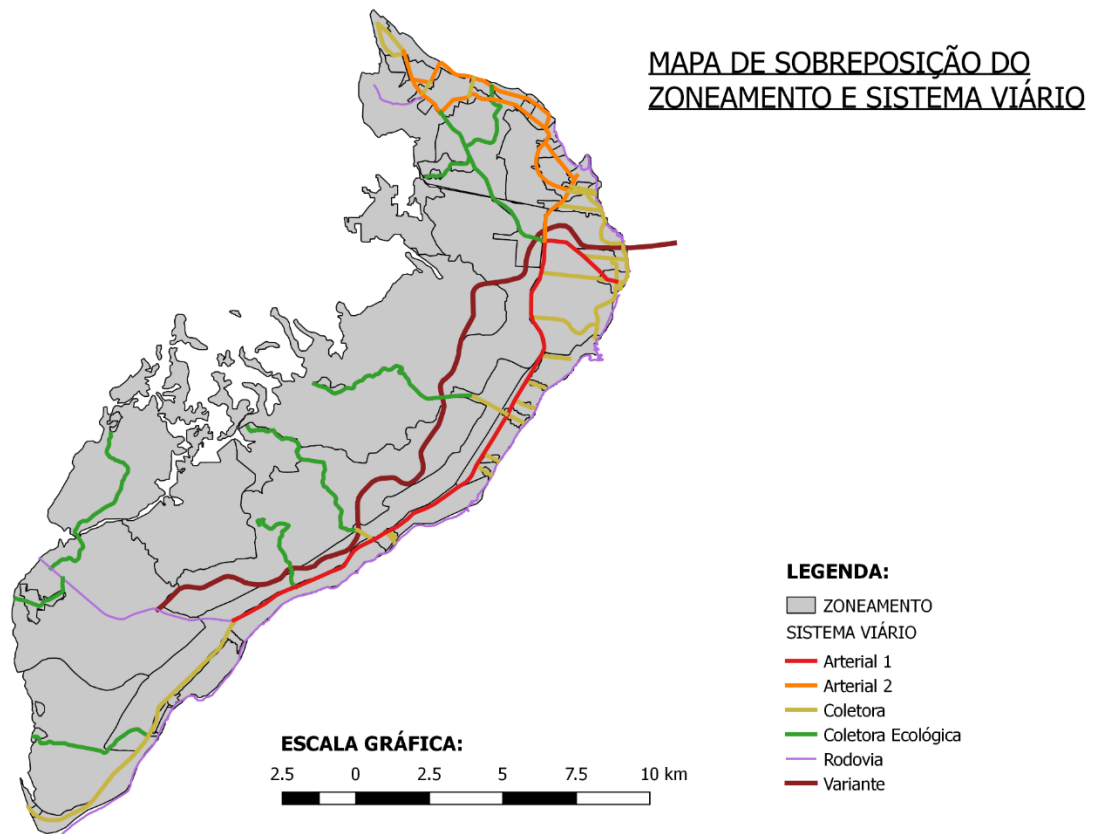 MAPA DE SOBREPOSIÇÃO DO
ZONEAMENTO E SISTEMA VIÁRIO
LEGENDA:
ZONEAMENTO
SISTEMA VIÁRIO
Arterial 1
Arterial 2
Coletora
Coletora Ecológica
Rodovia
Variante
ESCALA GRÁFICA:
2.5 0 2.5 5 7.5 10 km